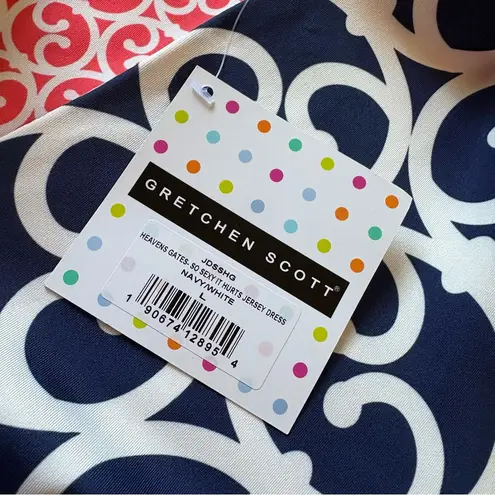 GRETCHEN SCOTT®
JDSSHG
HEAVENS GATES- SO SEXY IT HURTS JERSEY DRESS
NAVY/WHITE
L
1 90674 12895 4